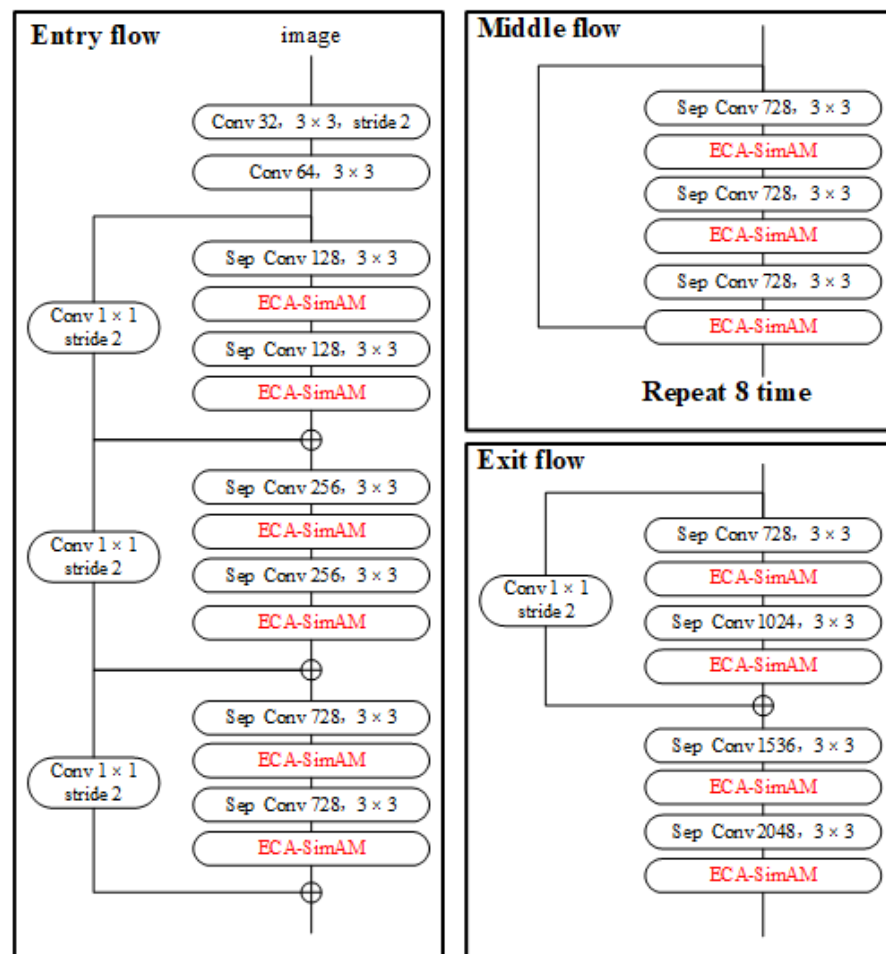 Entry flow
image
Conv 32，3 × 3，stride 2
Conv 64，3 × 3
Sep Conv 128，3 × 3
ECA-SimAM
Conv 1 × 1
stride 2
Sep Conv 128，3 × 3
ECA-SimAM
Sep Conv 256，3 × 3
ECA-SimAM
Conv 1 × 1
stride 2
Sep Conv 256，3 × 3
ECA-SimAM
Sep Conv 728，3 × 3
ECA-SimAM
Conv 1 × 1
stride 2
Sep Conv 728，3 × 3
ECA-SimAM
Middle flow
Sep Conv 728，3 × 3
ECA-SimAM
Sep Conv 728，3 × 3
ECA-SimAM
Sep Conv 728，3 × 3
ECA-SimAM
Repeat 8 time
Exit flow
Sep Conv 728，3 × 3
ECA-SimAM
Conv 1 × 1
stride 2
Sep Conv 1024，3 × 3
ECA-SimAM
Sep Conv 1536，3 × 3
ECA-SimAM
Sep Conv 2048，3 × 3
ECA-SimAM